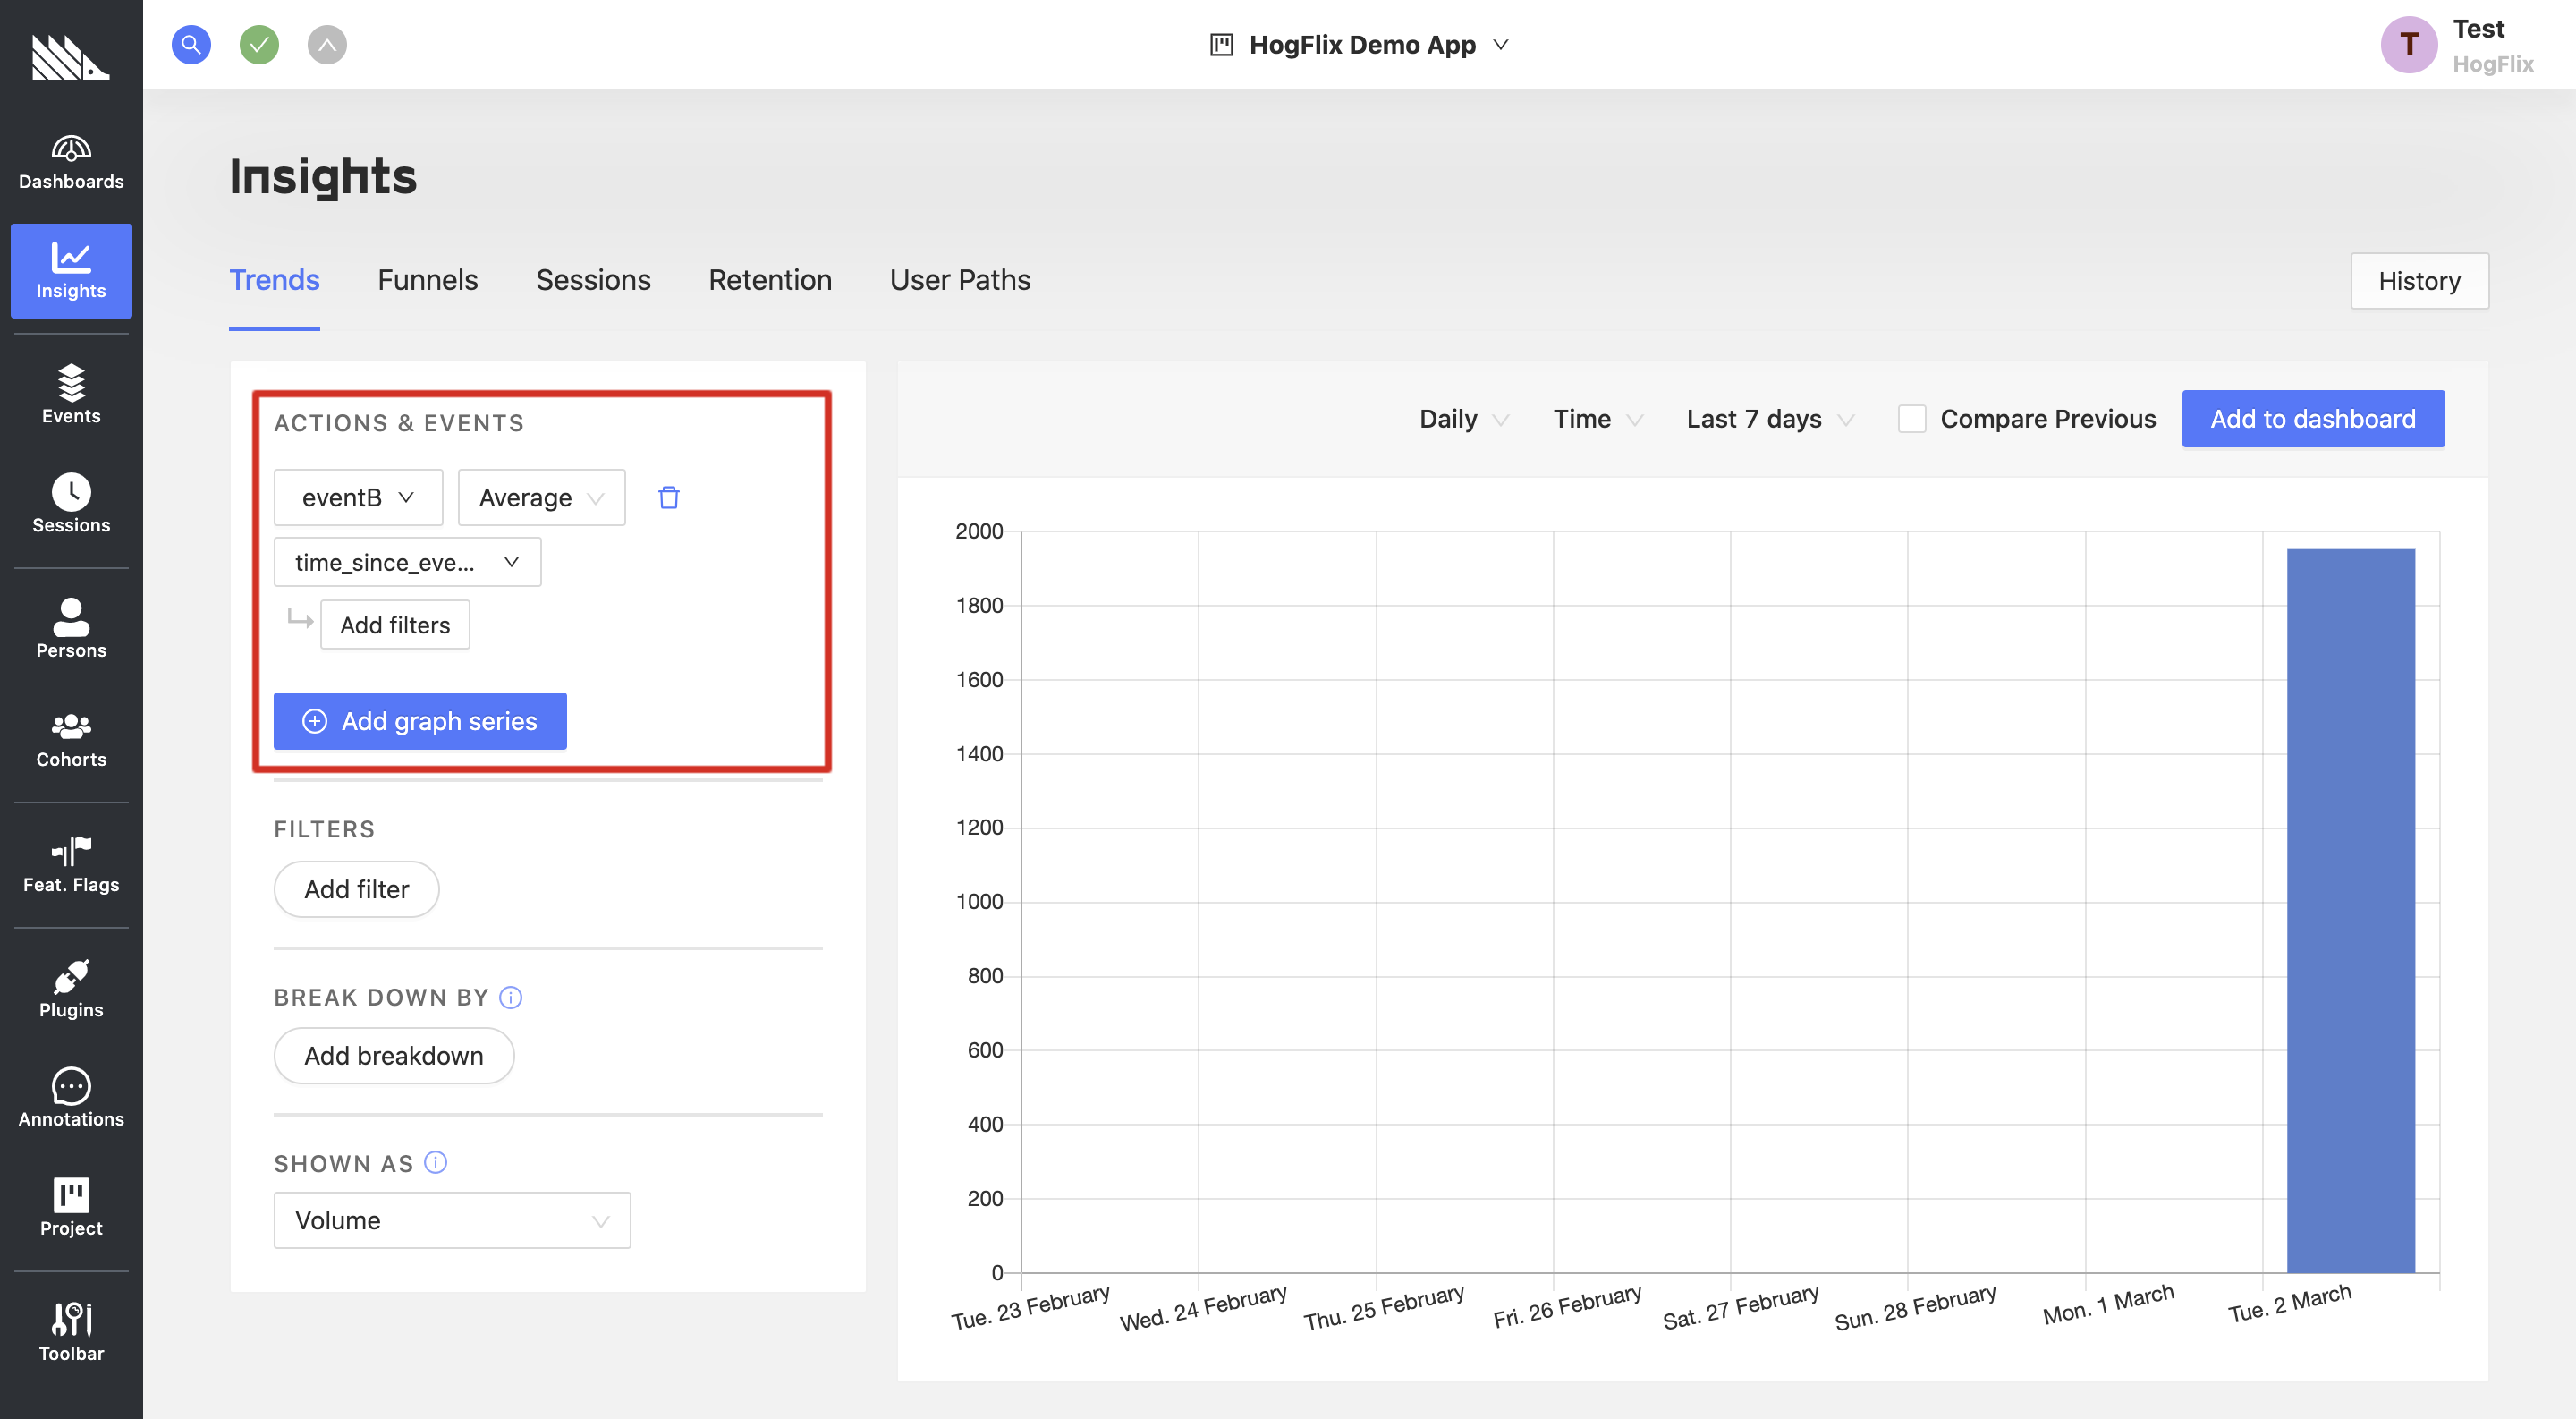 HogFlix Demo App
T
Test
HogFlix
Dashboards
Insights
Events
Sessions
Persons
Cohorts
Feat. Flags
Plugins
Annotations
Project
Toolbar
Insights
Trends Funnels Sessions Retention User Paths
History
ACTIONS & EVENTS
eventB Average
time_since_eve...
Add filters
Add graph series
FILTERS
Add filter
BREAK DOWN BY
Add breakdown
SHOWN AS
Volume
Daily Time Last 7 days Compare Previous Add to dashboard
2000
1800
1600
1400
1200
1000
800
600
400
200
0
Tue. 23 February Wed. 24 February Thu. 25 February Fri. 26 February Sat. 27 February Sun. 28 February Mon. 1 March Tue. 2 March